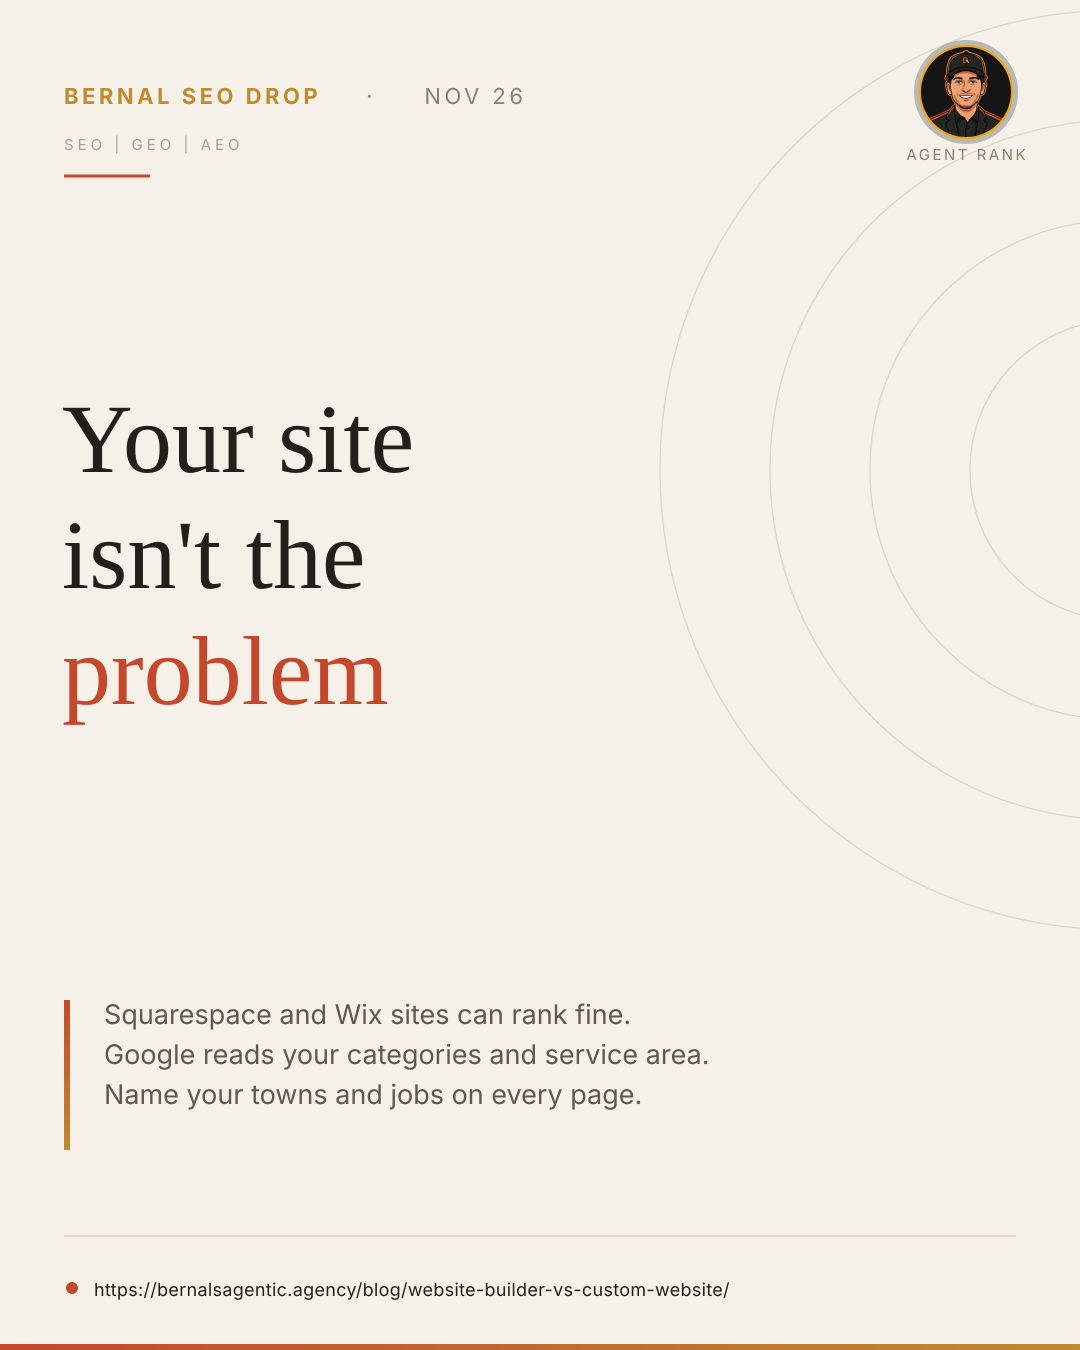 BERNAL SEO DROP · NOV 26
SEO | GEO | AEO
AGENT RANK
Your site
isn't the
problem
Squarespace and Wix sites can rank fine.
Google reads your categories and service area.
Name your towns and jobs on every page.
https://bernalsagentic.agency/blog/website-builder-vs-custom-website/